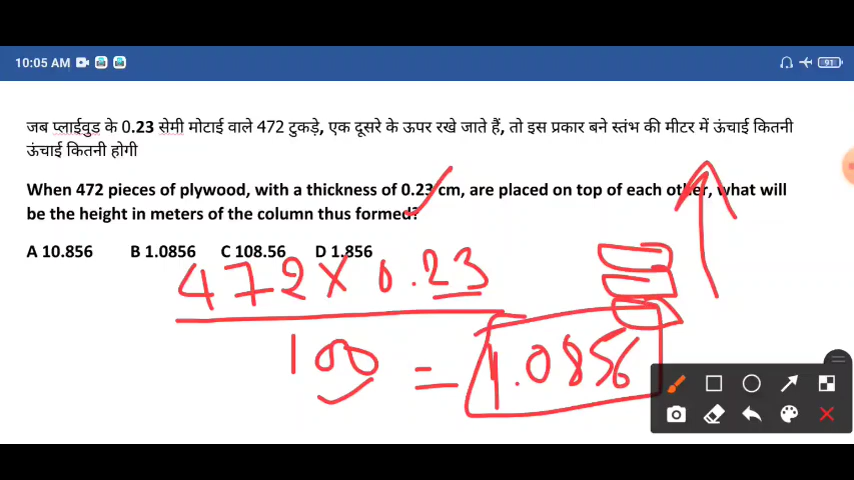 10:05 AM 91
जब प्लाईवुड के 0.23 सेमी मोटाई वाले 472 टुकड़े, एक दूसरे के ऊपर रखे जाते हैं, तो इस प्रकार बने स्तंभ की मीटर में ऊंचाई कितनी
ऊंचाई कितनी होगी
When 472 pieces of plywood, with a thickness of 0.23 cm, are placed on top of each other, what will
be the height in meters of the column thus formed?
A 10.856 B 1.0856 C 108.56 D 1.856
472 X 0.23
100 = 1.0856